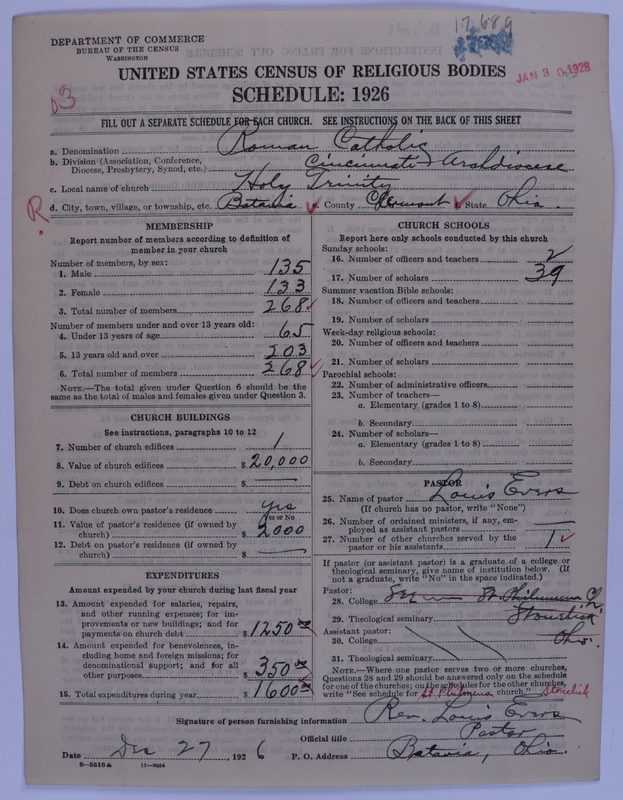 17,689
DEPARTMENT OF COMMERCE
BUREAU OF THE CENSUS
WASHINGTON
JAN 3 0 1928
UNITED STATES CENSUS OF RELIGIOUS BODIES
SCHEDULE: 1926
FILL OUT A SEPARATE SCHEDULE FOR EACH CHURCH. SEE INSTRUCTIONS ON THE BACK OF THIS SHEET
a. Denomination Roman Catholic
b. Division (Association, Conference, Diocese, Presbytery, Synod, etc.) Cincinnati Archdiocese
c. Local name of church Holy Trinity
R. d. City, town, village, or township, etc. Batavia County Clermont State Ohio
MEMBERSHIP
Report number of members according to definition of
member in your church
Number of members, by sex:
1. Male 135
2. Female 133
3. Total number of members 268
Number of members under and over 13 years old:
4. Under 13 years of age 65
5. 13 years old and over 203
6. Total number of members 268
NOTE.—The total given under Question 6 should be the
same as the total of males and females given under Question 3.
CHURCH BUILDINGS
See instructions, paragraphs 10 to 12
7. Number of church edifices 1
8. Value of church edifices $ 20,000
9. Debt on church edifices $ —
10. Does church own pastor's residence yes
Yes or No
11. Value of pastor's residence (if owned by
church) $ 2000
12. Debt on pastor's residence (if owned by
church) $ —
EXPENDITURES
Amount expended by your church during last fiscal year
13. Amount expended for salaries, repairs,
and other running expenses; for im-
provements or new buildings; and for
payments on church debt $ 1250 00
14. Amount expended for benevolences, in-
cluding home and foreign missions; for
denominational support; and for all
other purposes $ 350 00
15. Total expenditures during year $ 1600 00
CHURCH SCHOOLS
Report here only schools conducted by this church
Sunday schools:
16. Number of officers and teachers 2
17. Number of scholars 39
Summer vacation Bible schools:
18. Number of officers and teachers
19. Number of scholars
Week-day religious schools:
20. Number of officers and teachers
21. Number of scholars
Parochial schools:
22. Number of administrative officers
23. Number of teachers—
a. Elementary (grades 1 to 8)
b. Secondary
24. Number of scholars—
a. Elementary (grades 1 to 8)
b. Secondary
PASTOR
25. Name of pastor Louis Evers
(If church has no pastor, write "None")
26. Number of ordained ministers, if any, em-
ployed as assistant pastors —
27. Number of other churches served by the
pastor or his assistants 1
If pastor (or assistant pastor) is a graduate of a college or
theological seminary, give name of institution below. (If
not a graduate, write "No" in the space indicated.)
Pastor:
28. College St. Philomena Ch.
29. Theological seminary Stonelick
Assistant pastor:
30. College O.
31. Theological seminary
NOTE.—Where one pastor serves two or more churches,
Questions 28 and 29 should be answered only on the schedule
for one of the churches; on the schedules for the other churches,
write "See schedule for St Philomena church." Stonelick
Signature of person furnishing information Rev. Louis Evers
Official title Pastor
Date Dec 27, 1926 P. O. Address Batavia, Ohio.
8—5518 a 11—9054